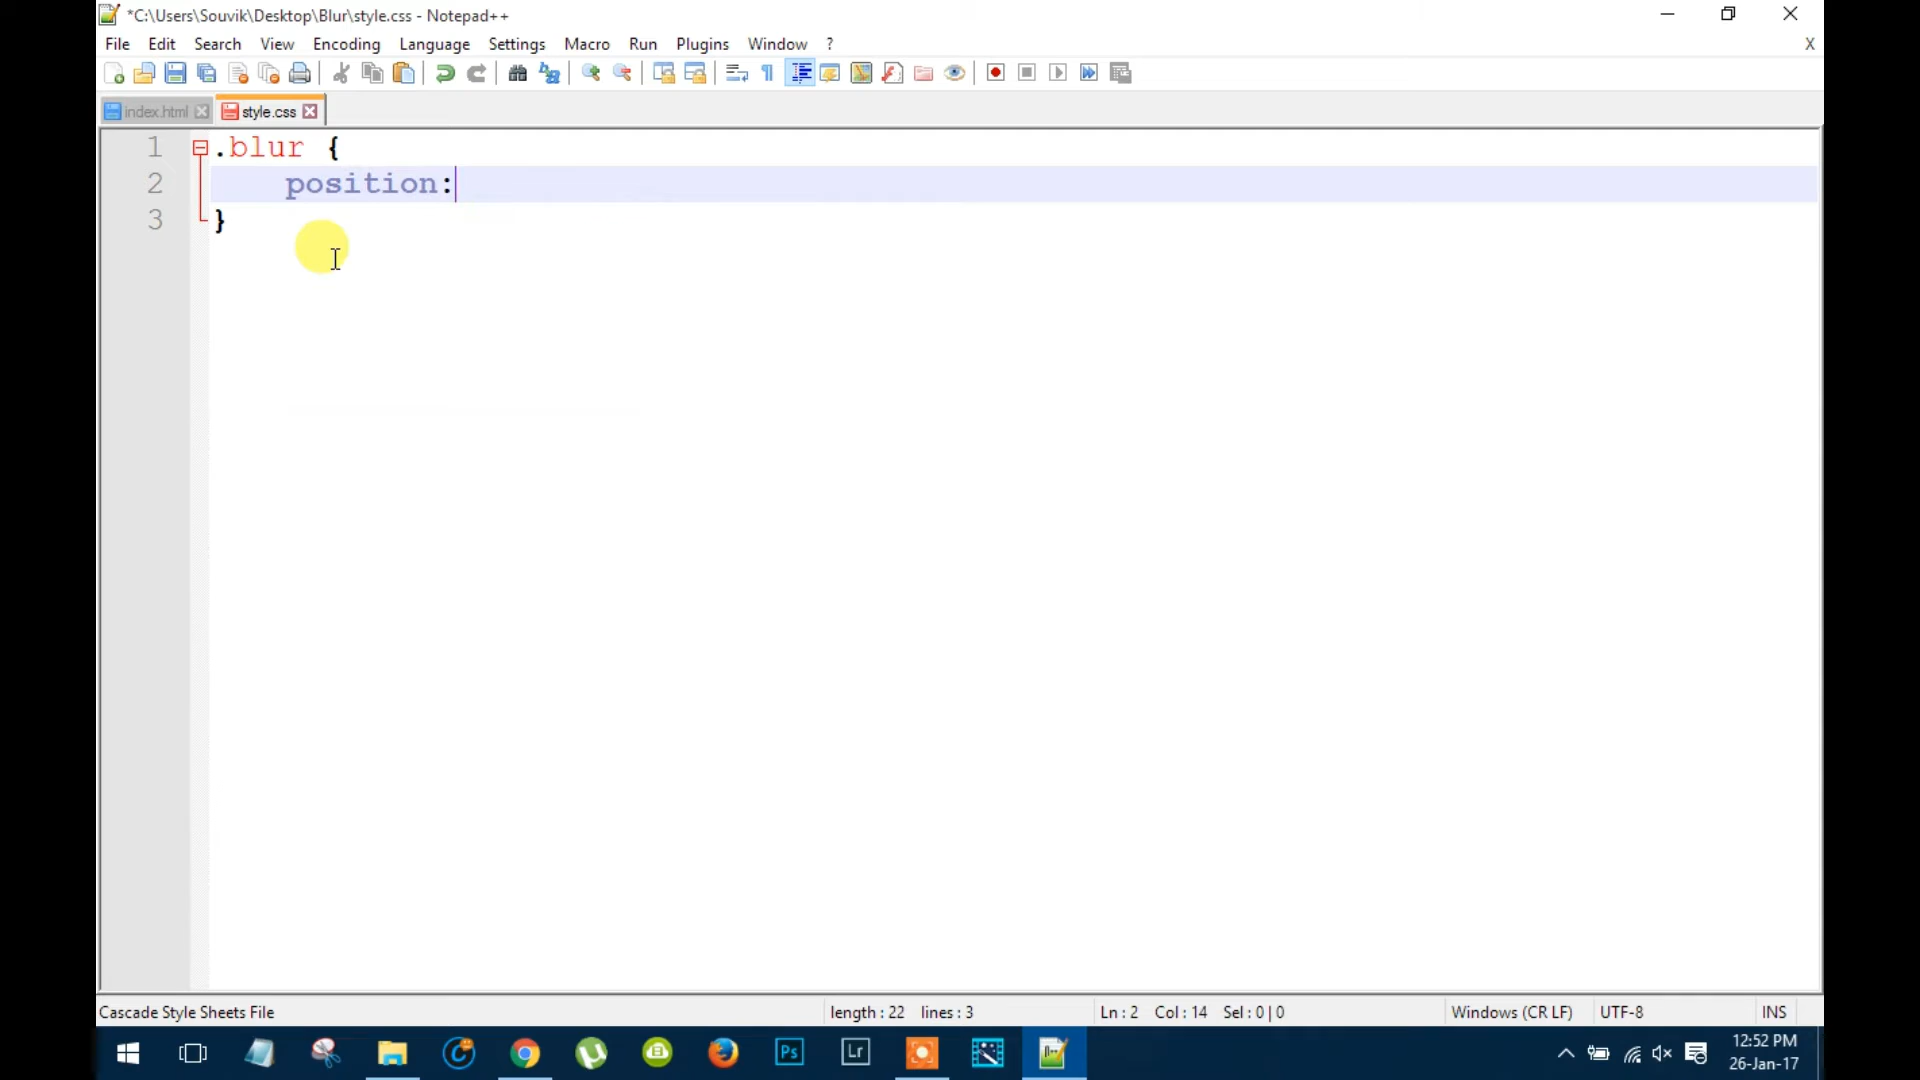 *C:\Users\Souvik\Desktop\Blur\style.css - Notepad++
File Edit Search View Encoding Language Settings Macro Run Plugins Window ? X
index.html style.css
1 .blur {
2 position:
3 }
Cascade Style Sheets File length : 22 lines : 3 Ln : 2 Col : 14 Sel : 0 | 0 Windows (CR LF) UTF-8 INS
Ps Lr 12:52 PM
26-Jan-17